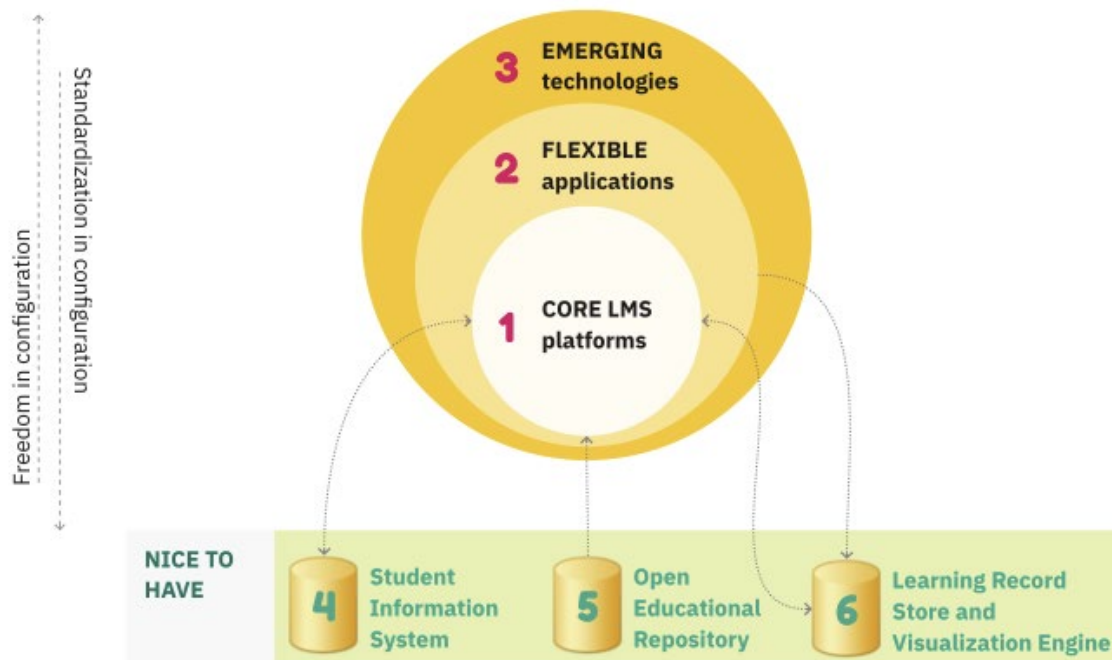 Freedom in configuration
Standardization in configuration
3
EMERGING
technologies
2
FLEXIBLE
applications
1
CORE LMS
platforms
NICE TO
HAVE
4
Student
Information
System
5
Open
Educational
Repository
6
Learning Record
Store and
Visualization Engine